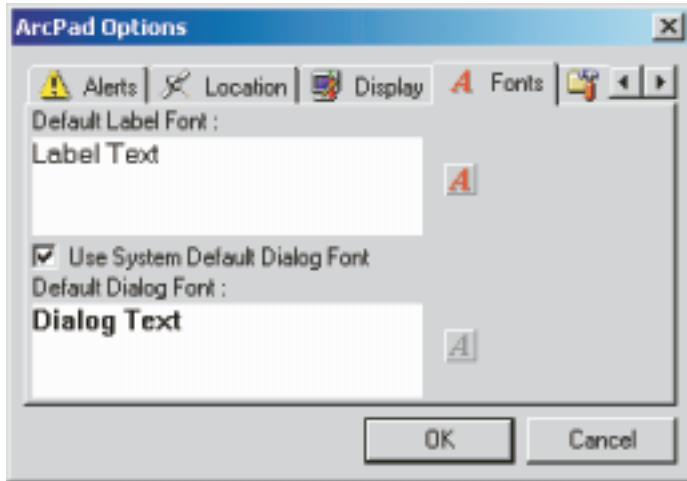 ArcPad Options
Alerts Location Display Fonts
Default Label Font :
Label Text
A
Use System Default Dialog Font
Default Dialog Font :
Dialog Text
A
OK Cancel